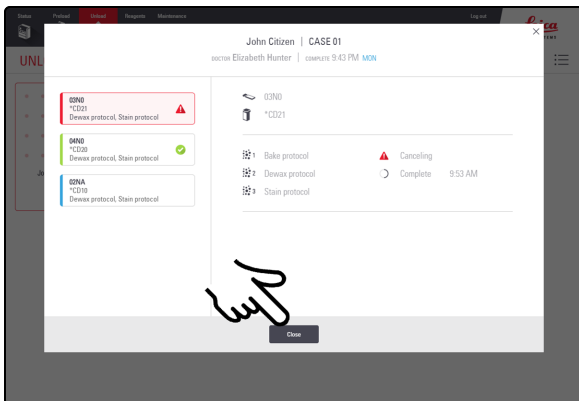 Status Preload Unload Reagents Maintenance Log out
Leica
John Citizen | CASE 01
DOCTOR Elizabeth Hunter | COMPLETE 9:43 PM MON
UNL
03N0
*CD21
Dewax protocol, Stain protocol
04N0
*CD20
Dewax protocol, Stain protocol
02NA
*CD10
Dewax protocol, Stain protocol
03N0
*CD21
1 Bake protocol Canceling
2 Dewax protocol Complete 9:53 AM
3 Stain protocol
Close